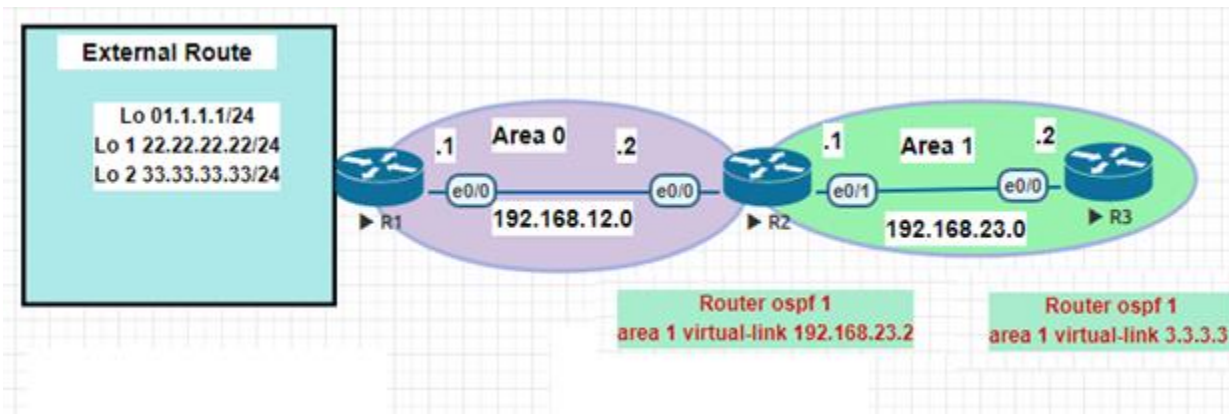 External Route
Lo 01.1.1.1/24
Lo 1 22.22.22.22/24
Lo 2 33.33.33.33/24
.1
Area 0
.2
e0/0
e0/0
192.168.12.0
R1
R2
.1
Area 1
.2
e0/1
e0/0
192.168.23.0
R3
Router ospf 1
area 1 virtual-link 192.168.23.2
Router ospf 1
area 1 virtual-link 3.3.3.3